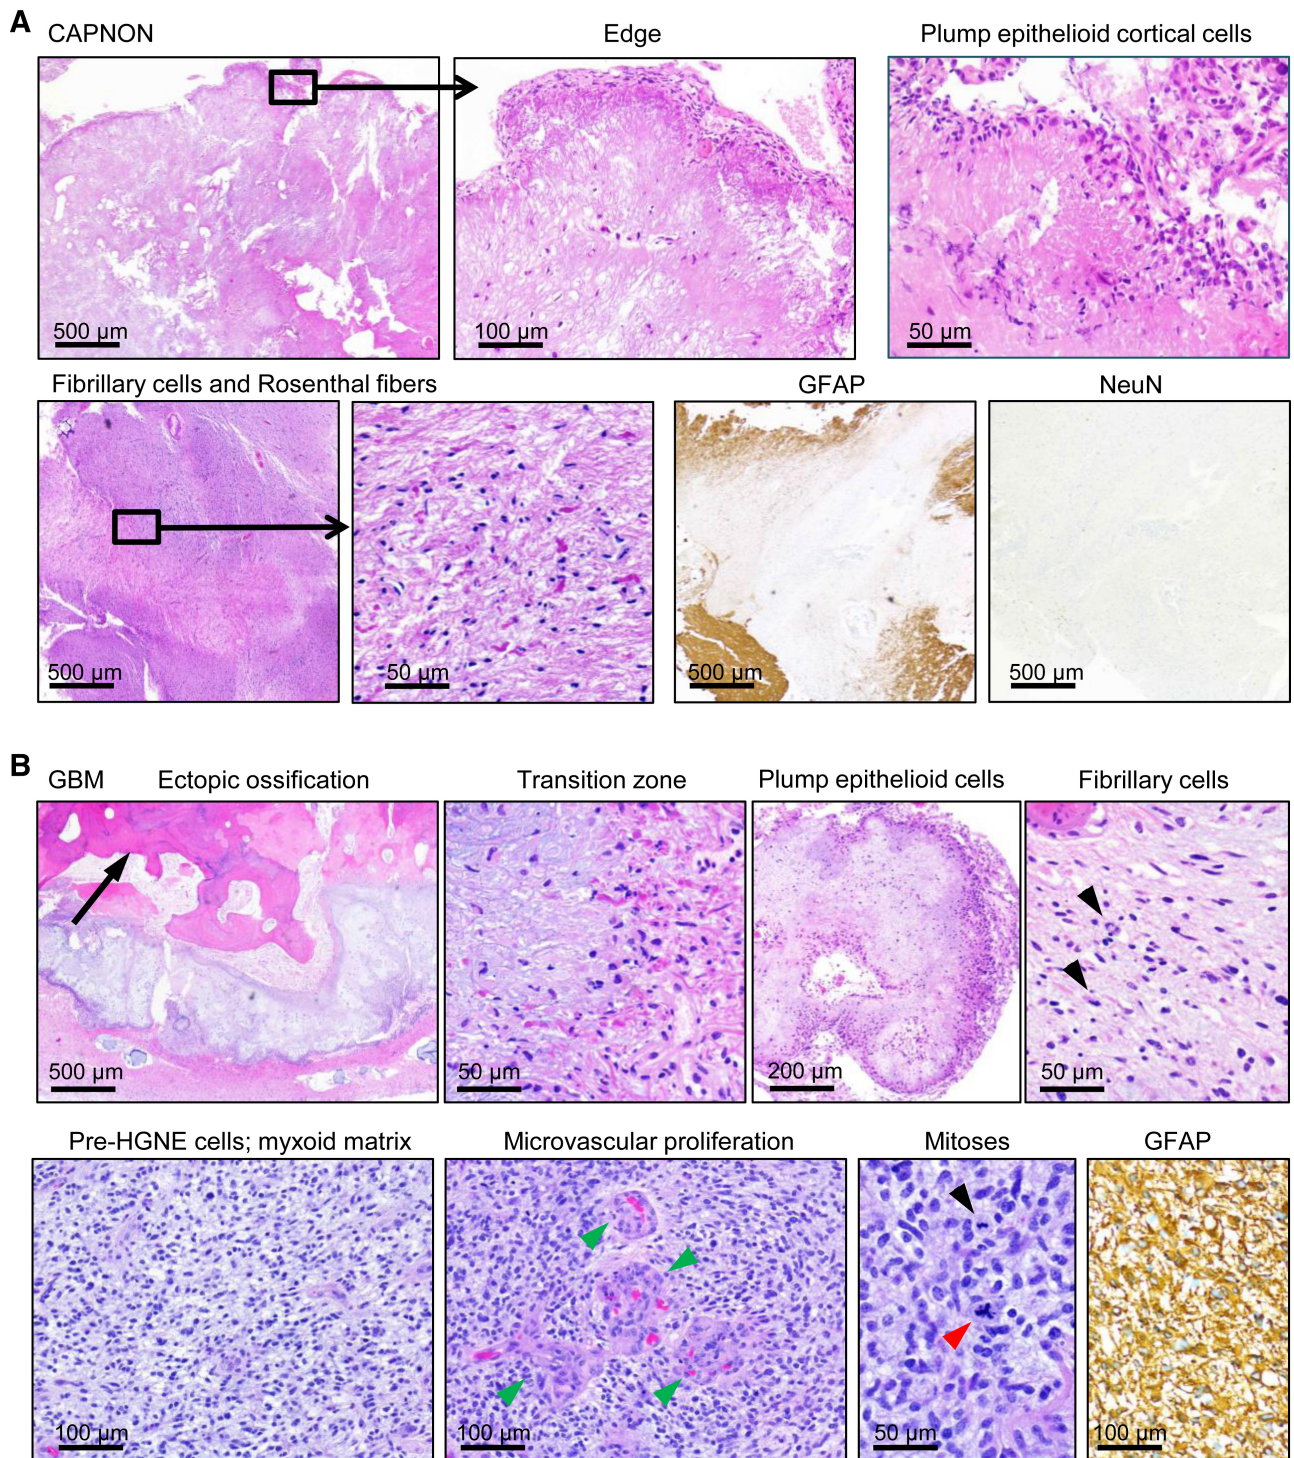 A
CAPNON
Edge
Plump epithelioid cortical cells
500 µm
100 µm
50 µm
Fibrillary cells and Rosenthal fibers
GFAP
NeuN
500 µm
50 µm
500 µm
500 µm
B
GBM
Ectopic ossification
Transition zone
Plump epithelioid cells
Fibrillary cells
500 µm
50 µm
200 µm
50 µm
Pre-HGNE cells; myxoid matrix
Microvascular proliferation
Mitoses
GFAP
100 µm
100 µm
50 µm
100 µm